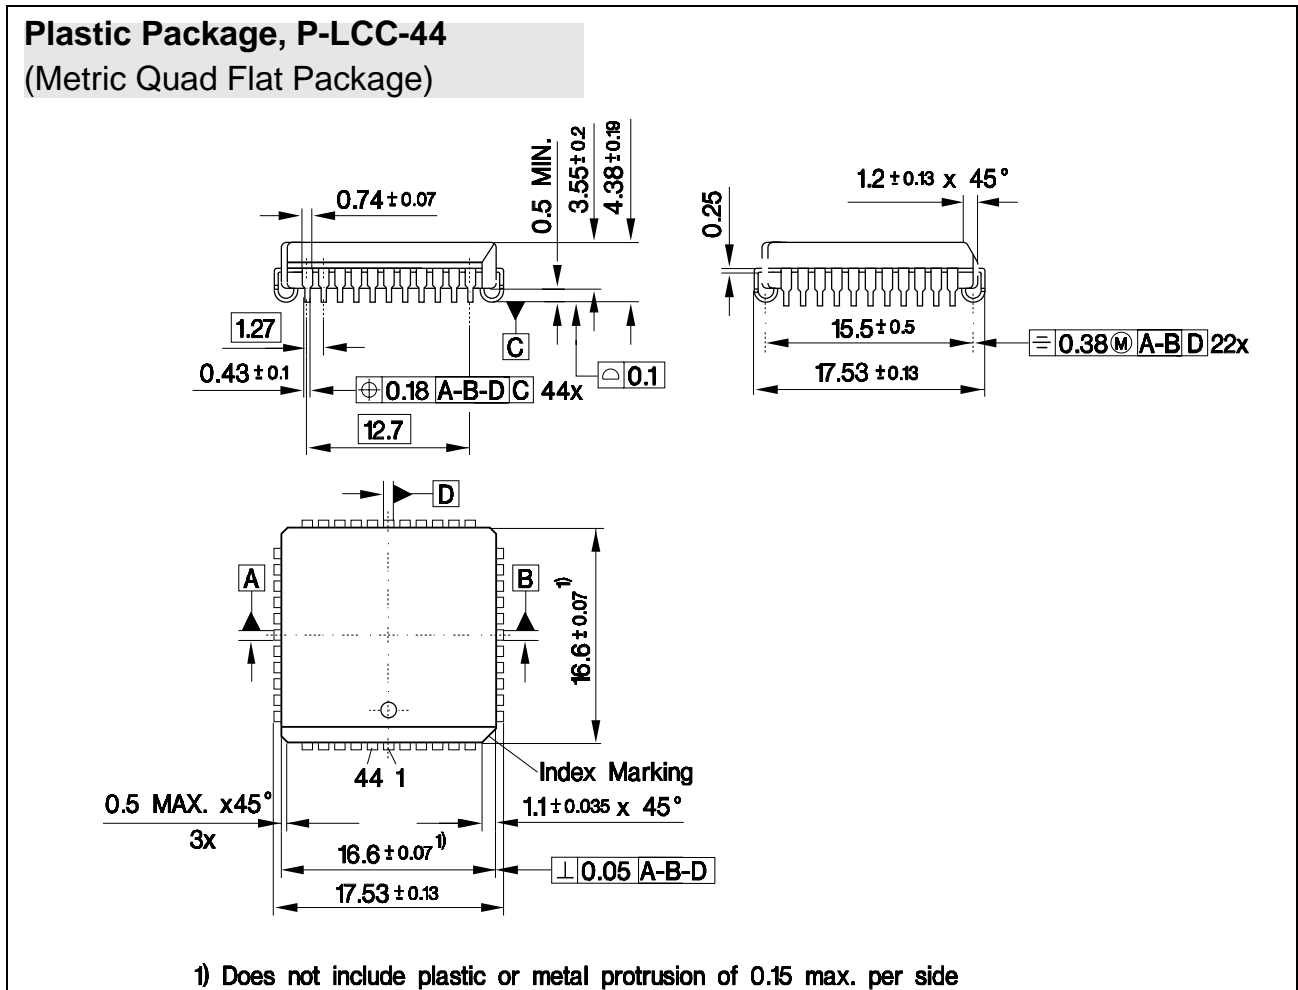 Plastic Package, P-LCC-44
(Metric Quad Flat Package)
0.74 ± 0.07
0.5 MIN.
3.55 ± 0.2
4.38 ± 0.19
1.27
0.43 ± 0.1
⌖ 0.18 A-B-D C 44x
12.7
C
⌓ 0.1
0.25
1.2 ± 0.13 x 45°
15.5 ± 0.5
⌯ 0.38 Ⓜ A-B D 22x
17.53 ± 0.13
D
A
B
16.6 ± 0.07 1)
44 1
Index Marking
0.5 MAX. x45°
3x
1.1 ± 0.035 x 45°
16.6 ± 0.07 1)
⊥ 0.05 A-B-D
17.53 ± 0.13
1) Does not include plastic or metal protrusion of 0.15 max. per side